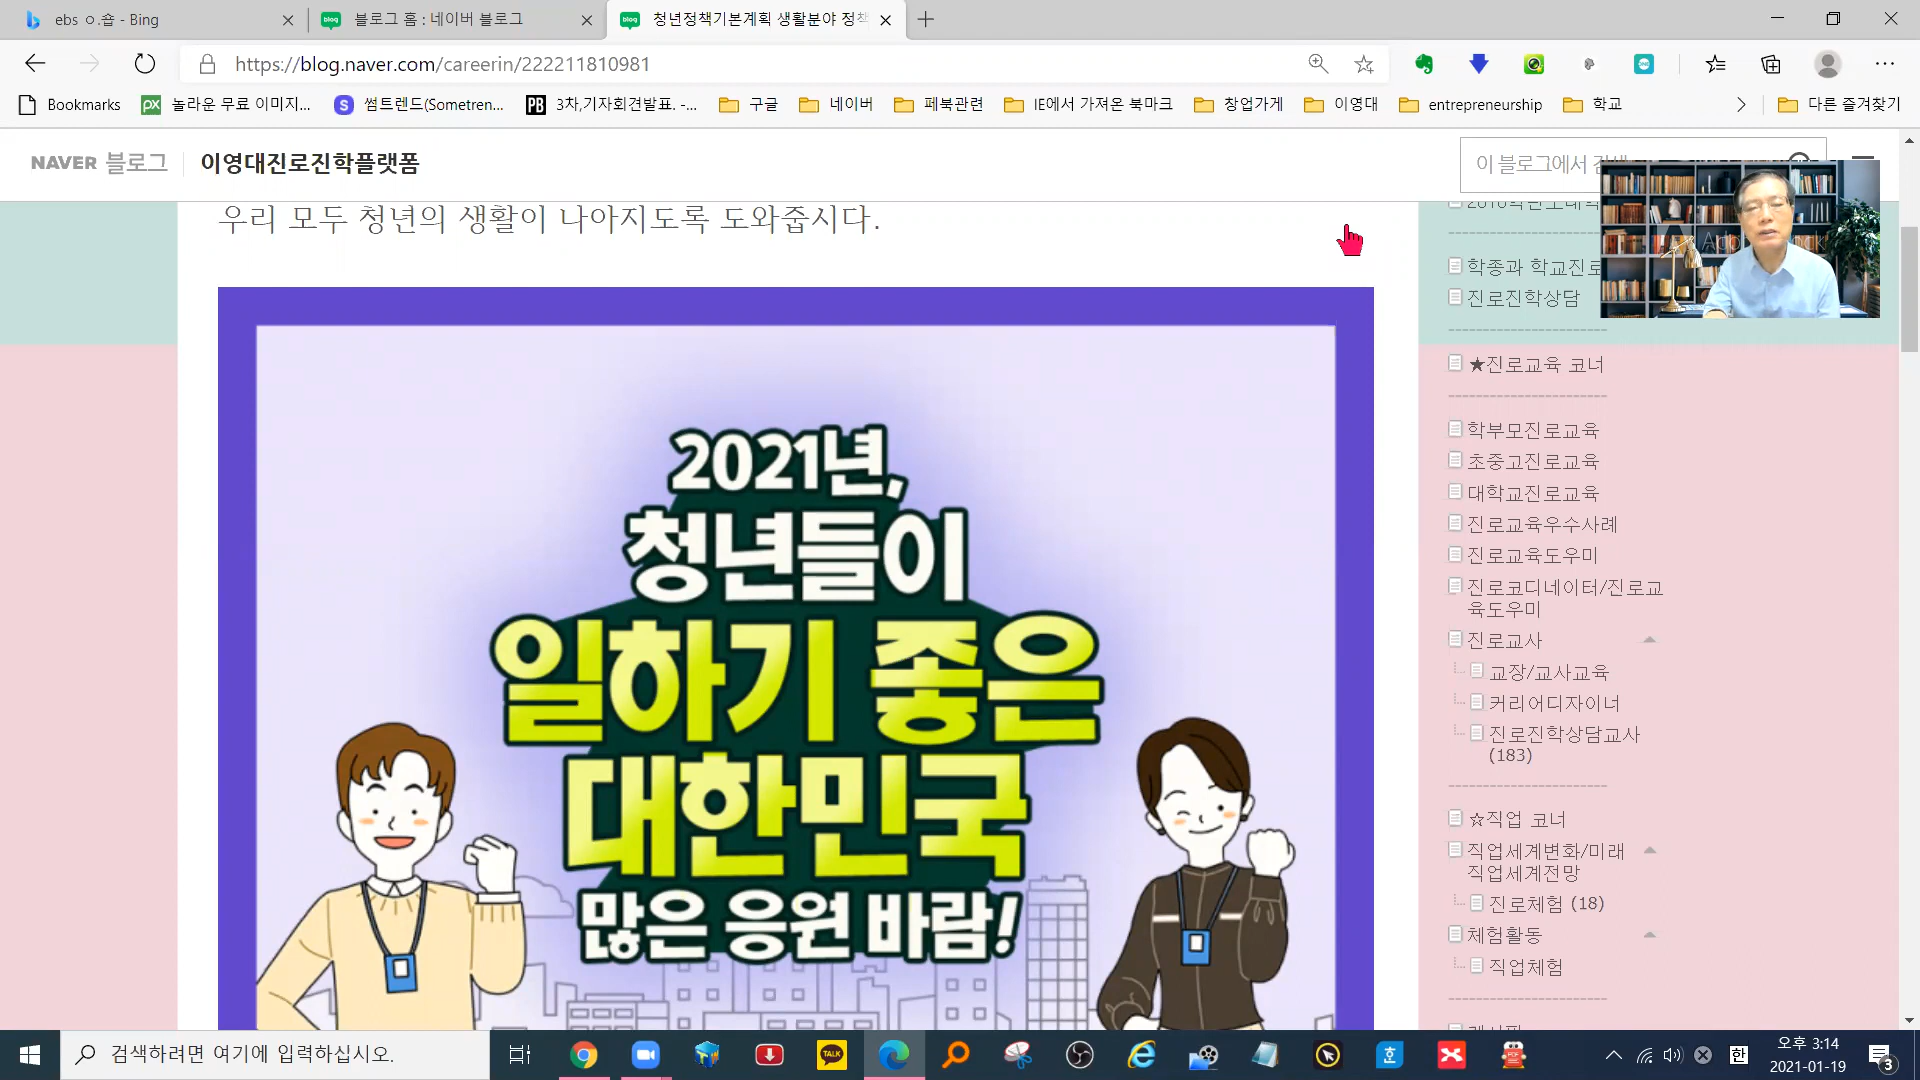 ebs ㅇ.숍 - Bing
블로그 홈 : 네이버 블로그
청년정책기본계획 생활분야 정책
https://blog.naver.com/careerin/222211810981
Bookmarks
놀라운 무료 이미지...
썸트렌드(Sometren...
3차,기자회견발표. -...
구글
네이버
페북관련
IE에서 가져온 북마크
창업가게
이영대
entrepreneurship
학교
다른 즐겨찾기
NAVER 블로그
이영대진로진학플랫폼
이 블로그에서
우리 모두 청년의 생활이 나아지도록 도와줍시다.
2021년,
청년들이
일하기 좋은
대한민국
많은 응원 바람!
학종과 학교진로
진로진학상담
★진로교육 코너
학부모진로교육
초중고진로교육
대학교진로교육
진로교육우수사례
진로교육도우미
진로코디네이터/진로교
육도우미
진로교사
교장/교사교육
커리어디자이너
진로진학상담교사
(183)
☆직업 코너
직업세계변화/미래
직업세계전망
진로체험 (18)
체험활동
직업체험
검색하려면 여기에 입력하십시오.
TALK
한
오후 3:14
2021-01-19
3